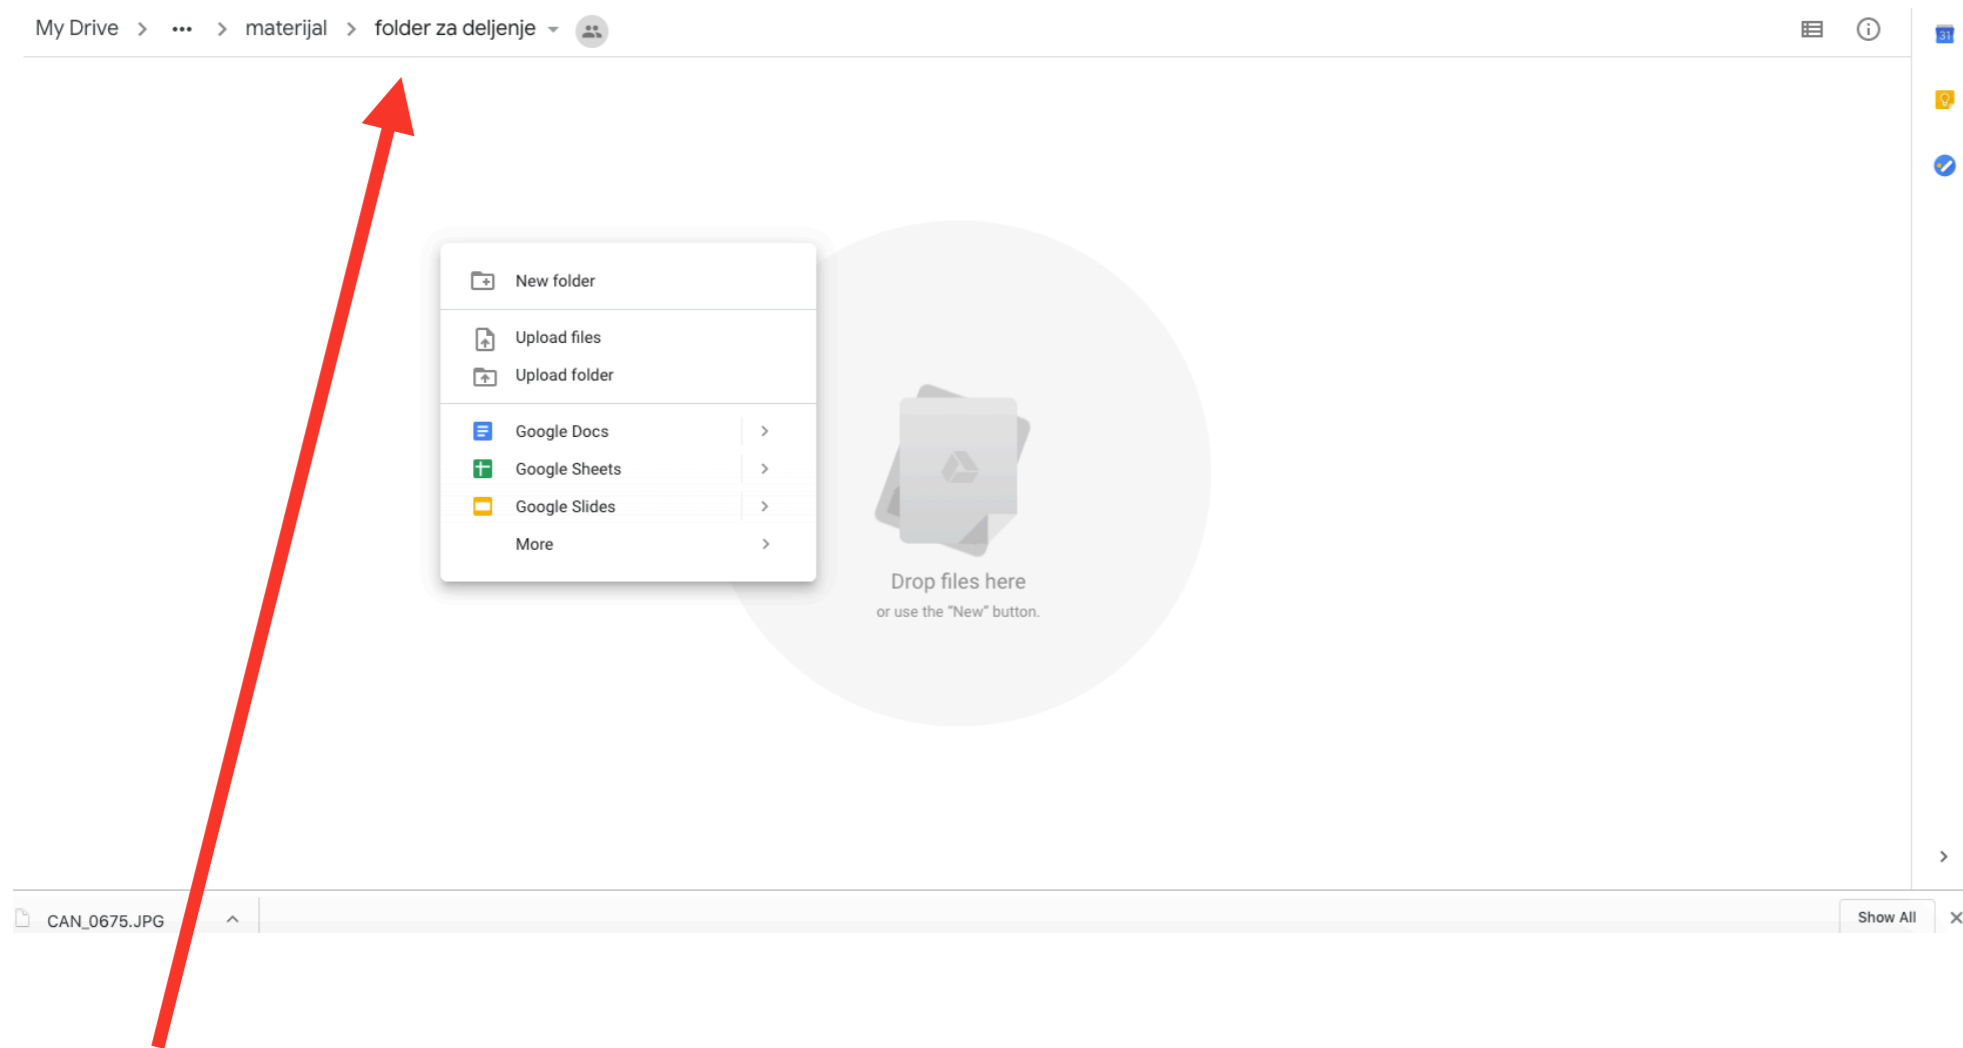 My Drive > ••• > materijal > folder za deljenje
31
New folder
Upload files
Upload folder
Google Docs
Google Sheets
Google Slides
More
Drop files here
or use the “New” button.
CAN_0675.JPG
Show All